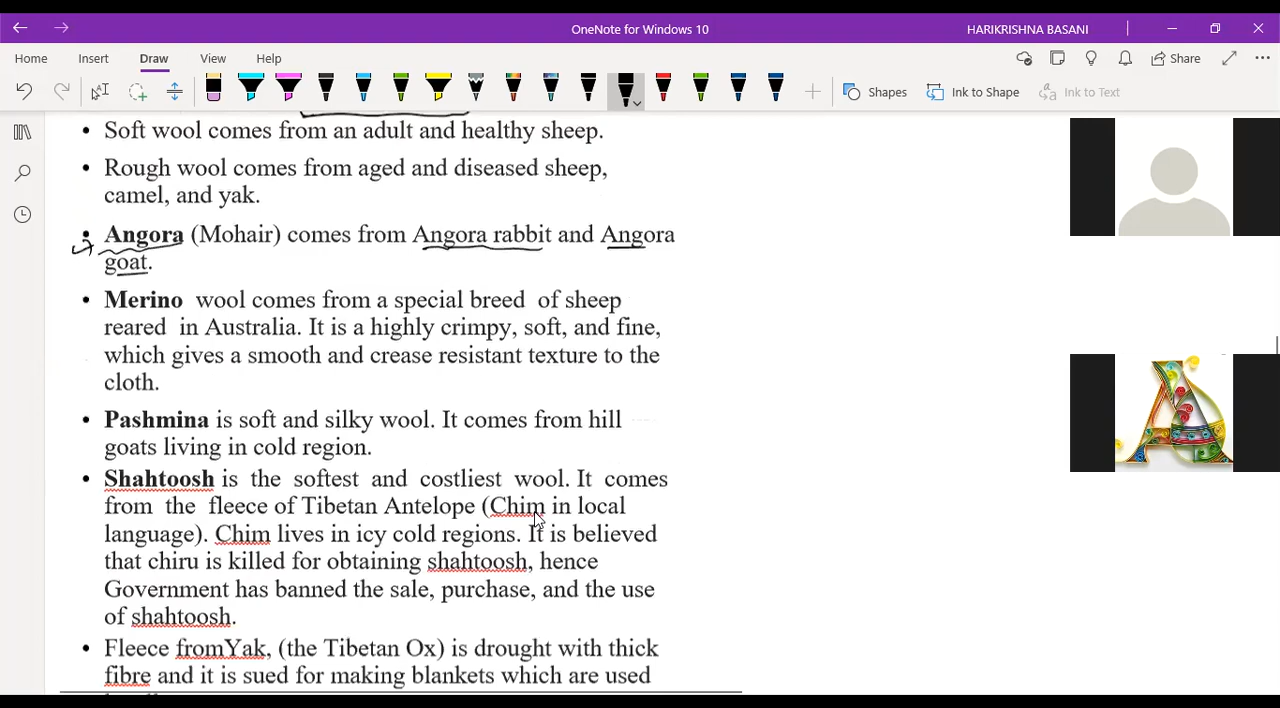 OneNote for Windows 10
HARIKRISHNA BASANI
Home Insert Draw View Help
Share
Shapes Ink to Shape Ink to Text
• Soft wool comes from an adult and healthy sheep.
• Rough wool comes from aged and diseased sheep,
camel, and yak.
• Angora (Mohair) comes from Angora rabbit and Angora
goat.
• Merino wool comes from a special breed of sheep
reared in Australia. It is a highly crimpy, soft, and fine,
which gives a smooth and crease resistant texture to the
cloth.
• Pashmina is soft and silky wool. It comes from hill
goats living in cold region.
• Shahtoosh is the softest and costliest wool. It comes
from the fleece of Tibetan Antelope (Chim in local
language). Chim lives in icy cold regions. It is believed
that chiru is killed for obtaining shahtoosh, hence
Government has banned the sale, purchase, and the use
of shahtoosh.
• Fleece fromYak, (the Tibetan Ox) is drought with thick
fibre and it is sued for making blankets which are used
A